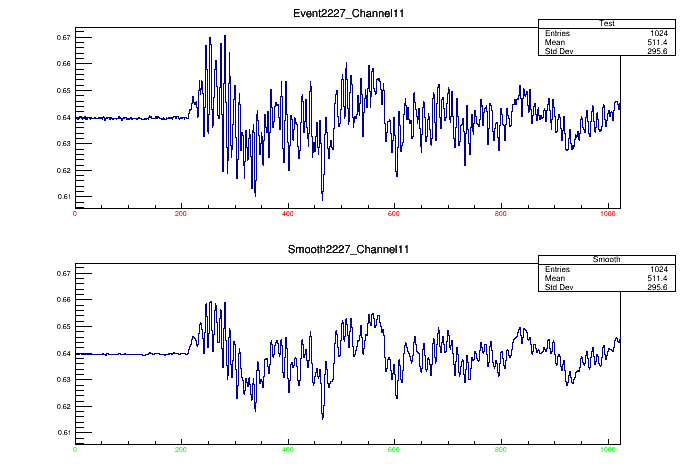 Event2227_Channel11
Test
Entries 1024
Mean 511.4
Std Dev 295.6
0.67
0.66
0.65
0.64
0.63
0.62
0.61
0 200 400 600 800 1000
Smooth2227_Channel11
Smooth
Entries 1024
Mean 511.4
Std Dev 295.6
0.67
0.66
0.65
0.64
0.63
0.62
0.61
0 200 400 600 800 1000